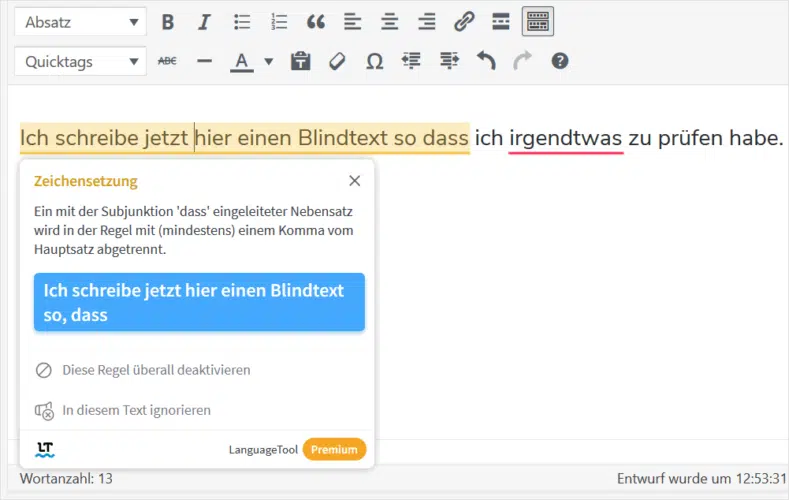 Absatz
Quicktags
ABC
A
T
Ω
Ich schreibe jetzt hier einen Blindtext so dass ich irgendtwas zu prüfen habe.
Zeichensetzung
Ein mit der Subjunktion 'dass' eingeleiteter Nebensatz
wird in der Regel mit (mindestens) einem Komma vom
Hauptsatz abgetrennt.
Ich schreibe jetzt hier einen Blindtext
so, dass
Diese Regel überall deaktivieren
In diesem Text ignorieren
LT LanguageTool Premium
Wortanzahl: 13 Entwurf wurde um 12:53:31